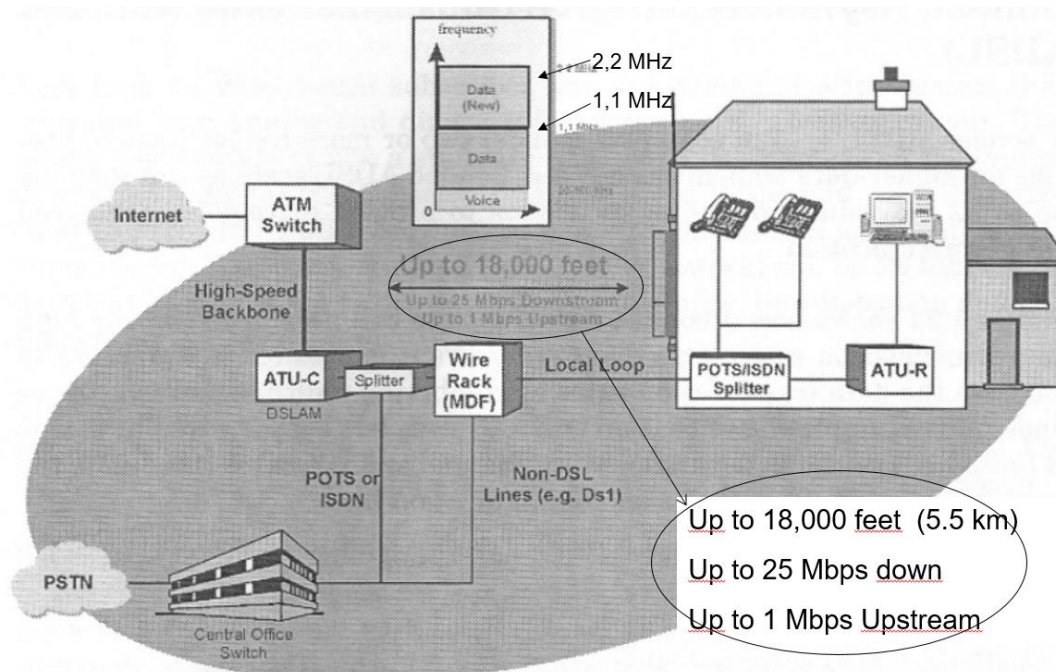 frequency
2,2 MHz
Data
(New)
1,1 MHz
1,1 MHz
Data
Voice
0
Internet
ATM
Switch
High-Speed
Backbone
Up to 18,000 feet
Up to 25 Mbps Downstream
Up to 1 Mbps Upstream
ATU-C
DSLAM
Splitter
Wire
Rack
(MDF)
Local Loop
POTS/ISDN
Splitter
ATU-R
POTS or
ISDN
Non-DSL
Lines (e.g. Ds1)
PSTN
Central Office
Switch
Up to 18,000 feet (5.5 km)
Up to 25 Mbps down
Up to 1 Mbps Upstream